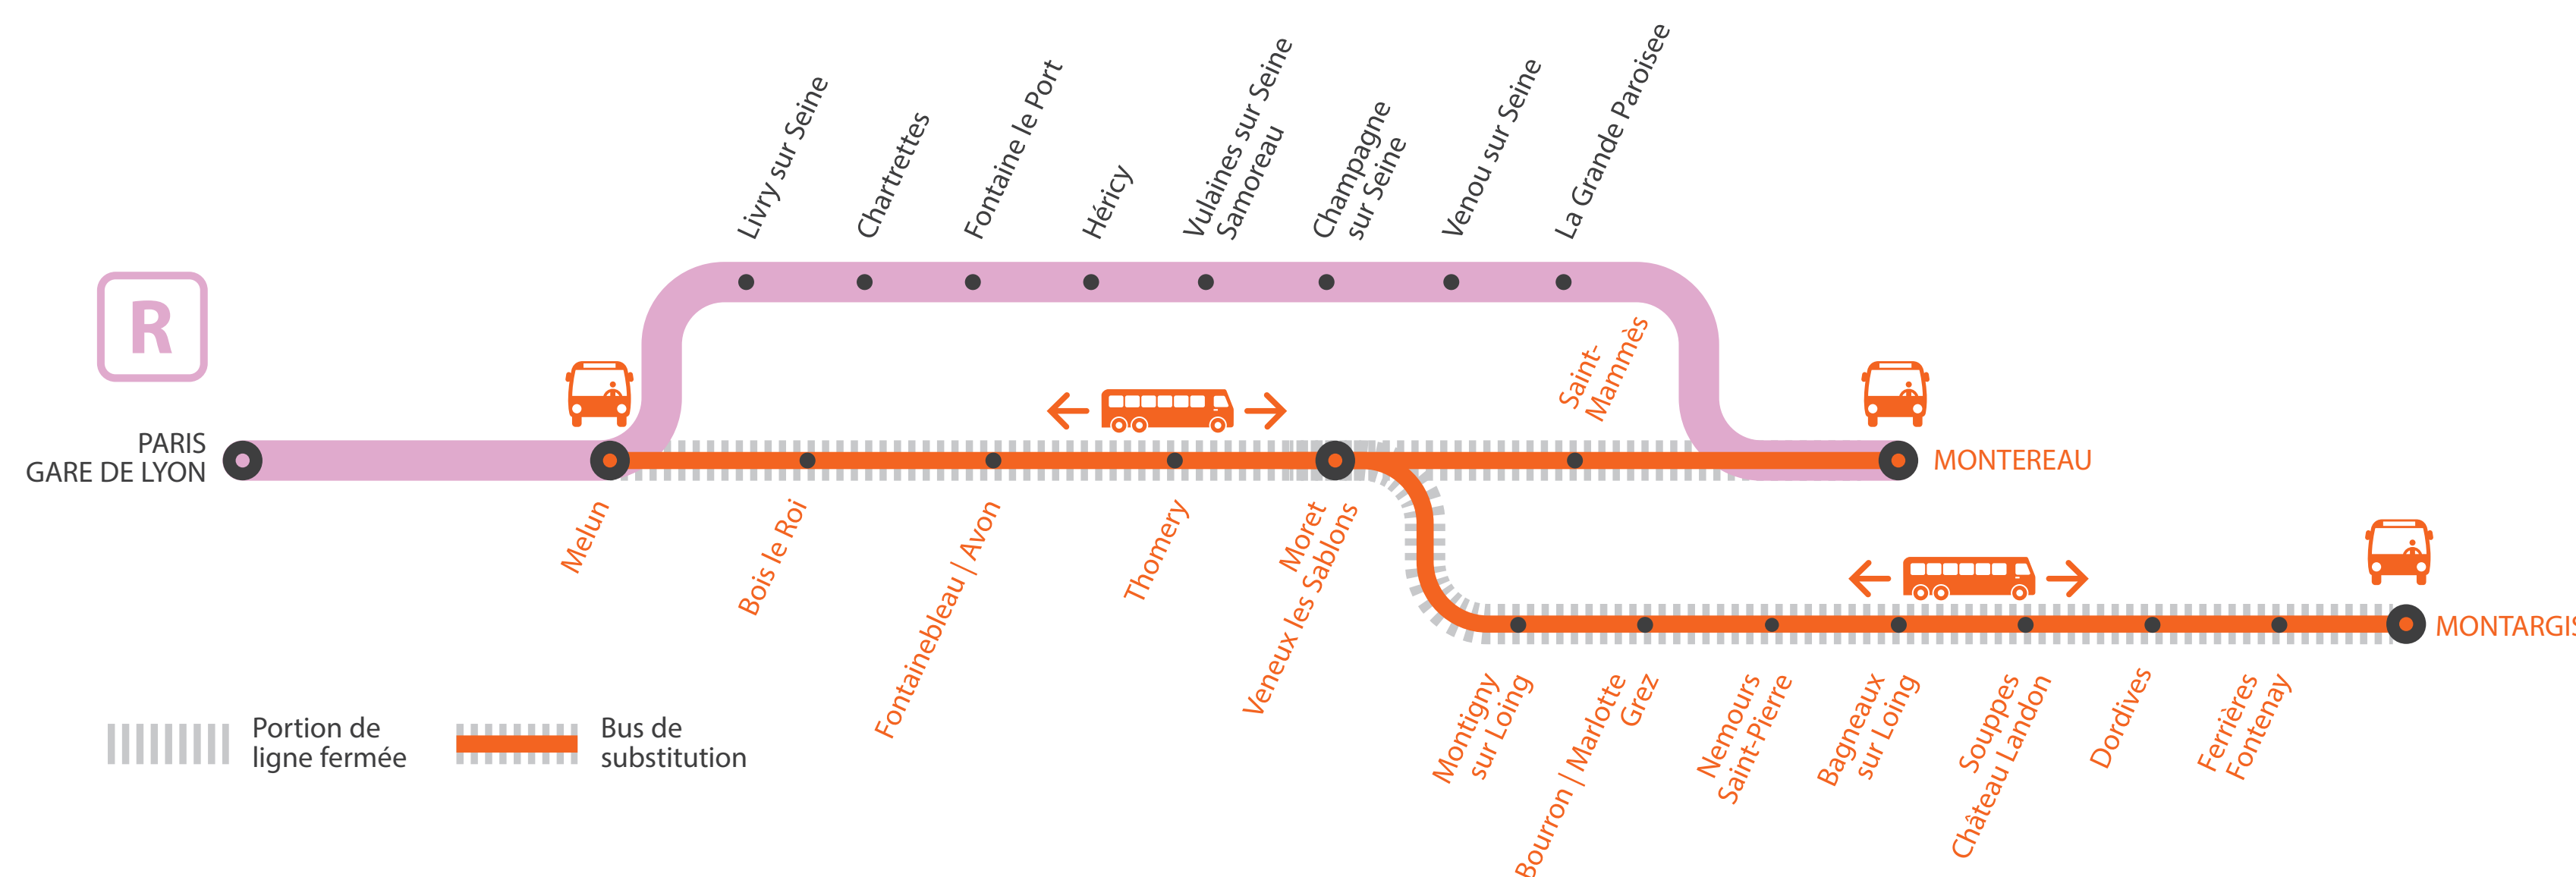 Livry sur Seine
Chartrettes
Fontaine le Port
Héricy
Vulaines sur Seine
Samoreau
Champagne
sur Seine
Venou sur Seine
La Grande Paroisee
R
PARIS
GARE DE LYON
Saint-
Mammès
MONTEREAU
Melun
Bois le Roi
Fontainebleau | Avon
Thomery
Moret
Veneux les Sablons
MONTARGIS
Montigny
sur Loing
Bourron | Marlotte
Grez
Nemours
Saint-Pierre
Bagneaux
sur Loing
Souppes
Château Landon
Dordives
Ferrières
Fontenay
Portion de
ligne fermée
Bus de
substitution